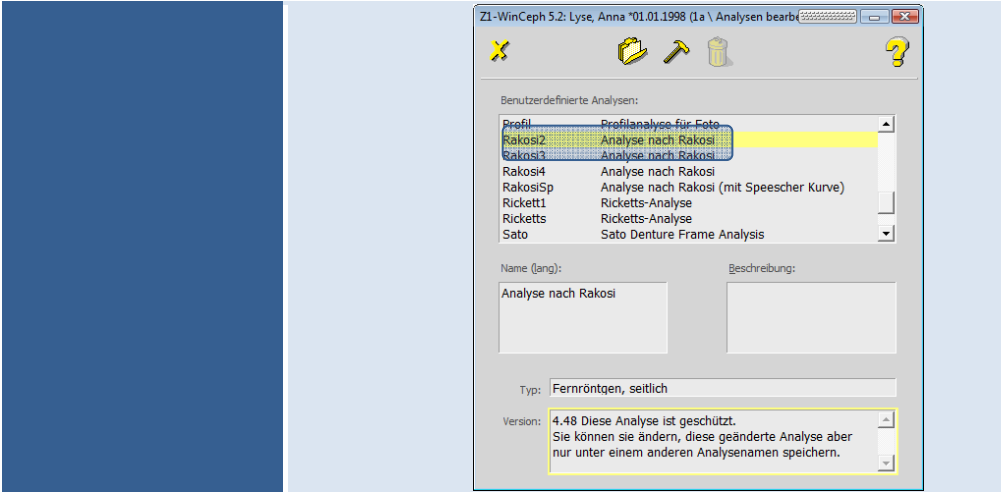 Z1-WinCeph 5.2: Lyse, Anna *01.01.1998 (1a \ Analysen bearbe
Benutzerdefinierte Analysen:
Profil Profilanalyse für Foto
Rakosi2 Analyse nach Rakosi
Rakosi3 Analyse nach Rakosi
Rakosi4 Analyse nach Rakosi
RakosiSp Analyse nach Rakosi (mit Speescher Kurve)
Rickett1 Ricketts-Analyse
Ricketts Ricketts-Analyse
Sato Sato Denture Frame Analysis
Name (lang): Beschreibung:
Analyse nach Rakosi
Typ: Fernröntgen, seitlich
Version: 4.48 Diese Analyse ist geschützt.
Sie können sie ändern, diese geänderte Analyse aber
nur unter einem anderen Analysenamen speichern.